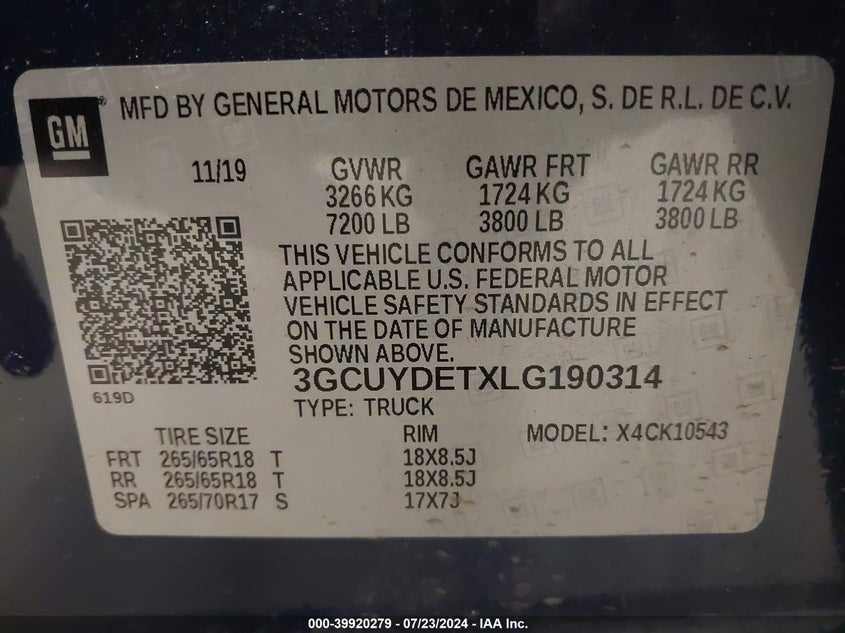 GM
MFD BY GENERAL MOTORS DE MEXICO, S. DE R.L. DE C.V.
11/19 GVWR GAWR FRT GAWR RR
3266 KG 1724 KG 1724 KG
7200 LB 3800 LB 3800 LB
THIS VEHICLE CONFORMS TO ALL
APPLICABLE U.S. FEDERAL MOTOR
VEHICLE SAFETY STANDARDS IN EFFECT
ON THE DATE OF MANUFACTURE
SHOWN ABOVE.
3GCUYDETXLG190314
619D
TYPE: TRUCK
TIRE SIZE RIM MODEL: X4CK10543
FRT 265/65R18 T 18X8.5J
RR 265/65R18 T 18X8.5J
SPA 265/70R17 S 17X7J
000-39920279 - 07/23/2024 - IAA Inc.